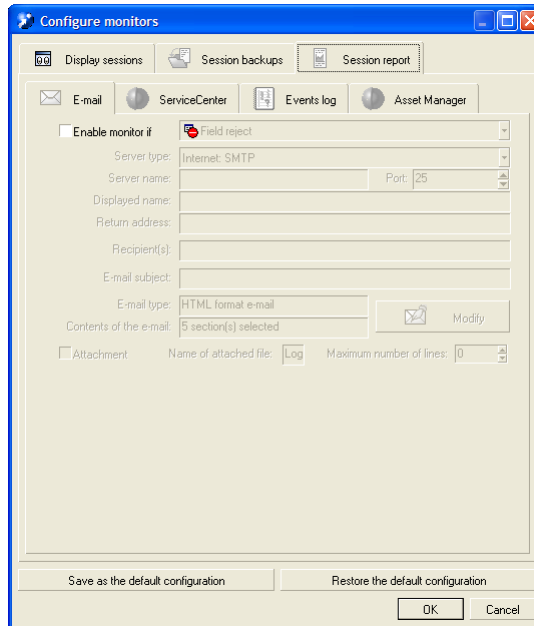 Configure monitors
Display sessions Session backups Session report
E-mail ServiceCenter Events log Asset Manager
Enable monitor if Field reject
Server type: Internet: SMTP
Server name: Port: 25
Displayed name:
Return address:
Recipient(s):
E-mail subject:
E-mail type: HTML format e-mail
Contents of the e-mail: 5 section(s) selected
Modify
Attachment Name of attached file: Log Maximum number of lines: 0
Save as the default configuration Restore the default configuration
OK Cancel